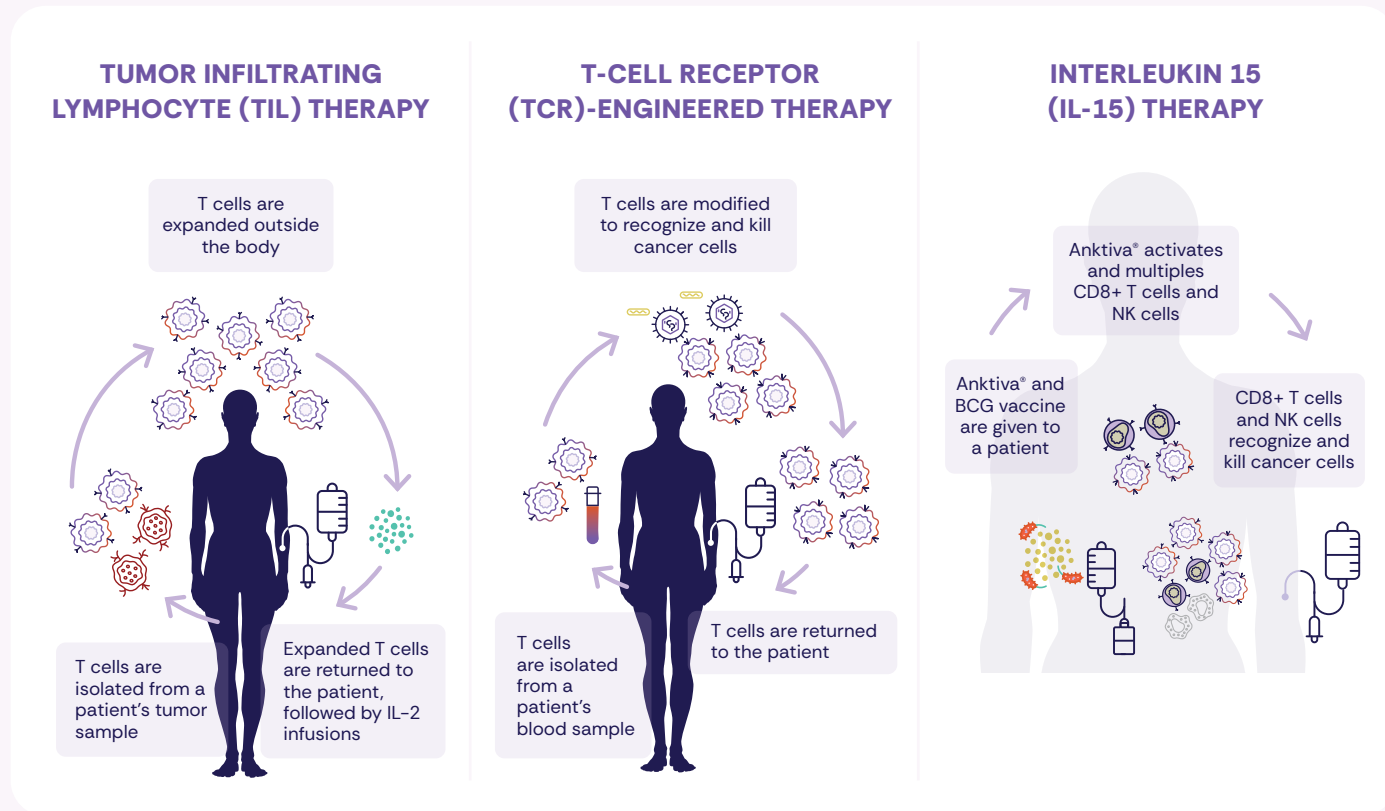 TUMOR INFILTRATING
LYMPHOCYTE (TIL) THERAPY
T cells are
expanded outside
the body
T cells are
isolated from a
patient's tumor
sample
Expanded T cells
are returned to
the patient,
followed by IL-2
infusions
T-CELL RECEPTOR
(TCR)-ENGINEERED THERAPY
T cells are modified
to recognize and kill
cancer cells
T cells
are isolated
from a
patient's
blood sample
T cells are returned
to the patient
INTERLEUKIN 15
(IL-15) THERAPY
Anktiva® activates
and multiples
CD8+ T cells and
NK cells
Anktiva® and
BCG vaccine
are given to
a patient
CD8+ T cells
and NK cells
recognize and
kill cancer cells